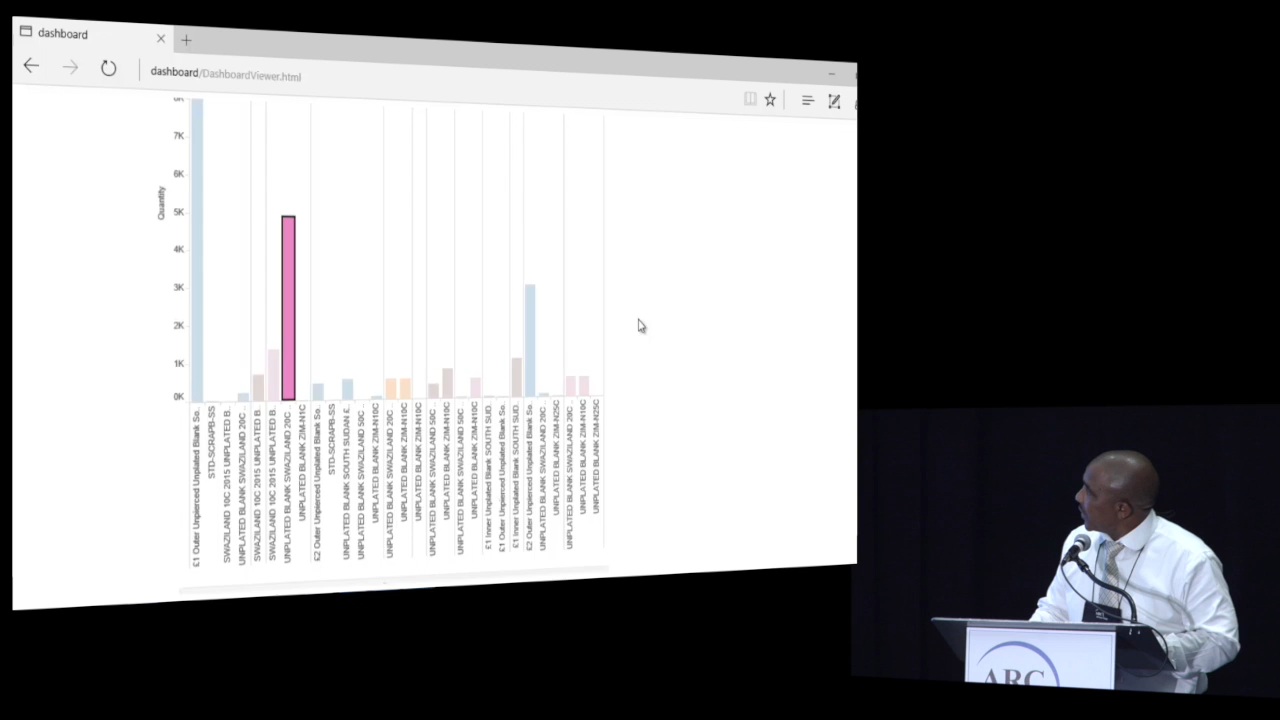 dashboard
dashboard/DashboardViewer.html
Quantity
7K
6K
5K
4K
3K
2K
1K
0K
£1 Outer Unpierced Unplated Blank So..
STD-SCRAPB-SS
SWAZILAND 10C 2015 UNPLATED B..
UNPLATED BLANK SWAZILAND 20C ..
SWAZILAND 10C 2015 UNPLATED B..
SWAZILAND 10C 2015 UNPLATED B..
UNPLATED BLANK SWAZILAND 20C ..
UNPLATED BLANK ZIM-N1C
£2 Outer Unpierced Unplated Blank So..
STD-SCRAPB-SS
UNPLATED BLANK SOUTH SUDAN £..
UNPLATED BLANK SWAZILAND 50C ..
UNPLATED BLANK ZIM-N10C
UNPLATED BLANK SWAZILAND 20C ..
UNPLATED BLANK ZIM-N10C
UNPLATED BLANK ZIM-N10C
UNPLATED BLANK SWAZILAND 50C ..
UNPLATED BLANK ZIM-N10C
UNPLATED BLANK SWAZILAND 50C ..
UNPLATED BLANK ZIM-N10C
£1 Inner Unplated Blank SOUTH SUD..
£1 Outer Unpierced Unplated Blank So..
£1 Inner Unplated Blank SOUTH SUD..
£2 Outer Unpierced Unplated Blank So..
UNPLATED BLANK SWAZILAND 20C ..
UNPLATED BLANK ZIM-N25C
UNPLATED BLANK SWAZILAND 20C ..
UNPLATED BLANK ZIM-N10C
UNPLATED BLANK ZIM-N25C
ARC